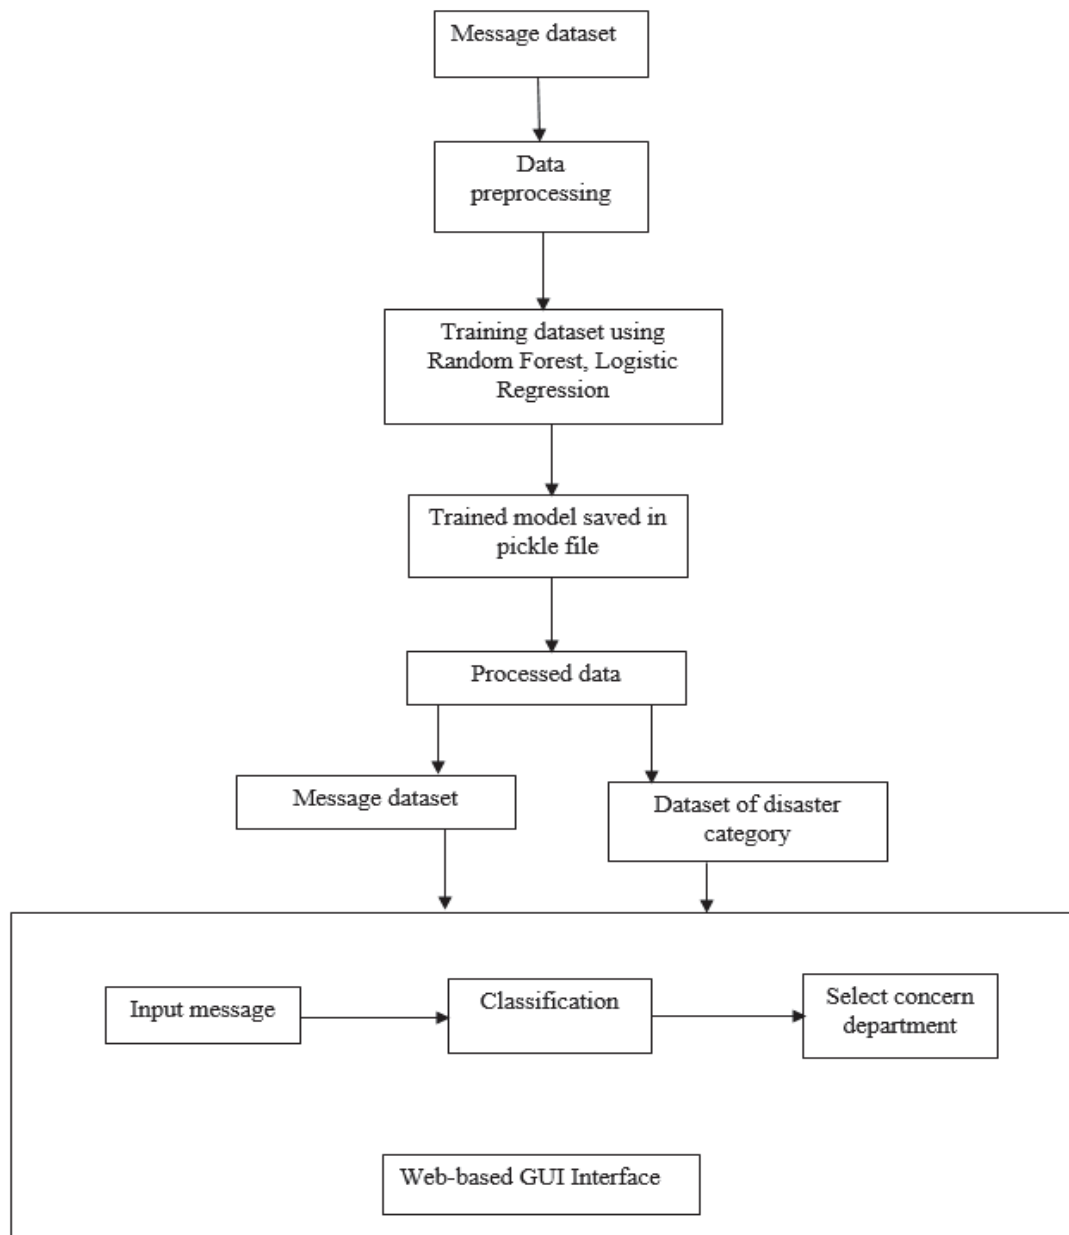 Message dataset
Data
preprocessing
Training dataset using
Random Forest, Logistic
Regression
Trained model saved in
pickle file
Processed data
Message dataset
Dataset of disaster
category
Input message
Classification
Select concern
department
Web-based GUI Interface